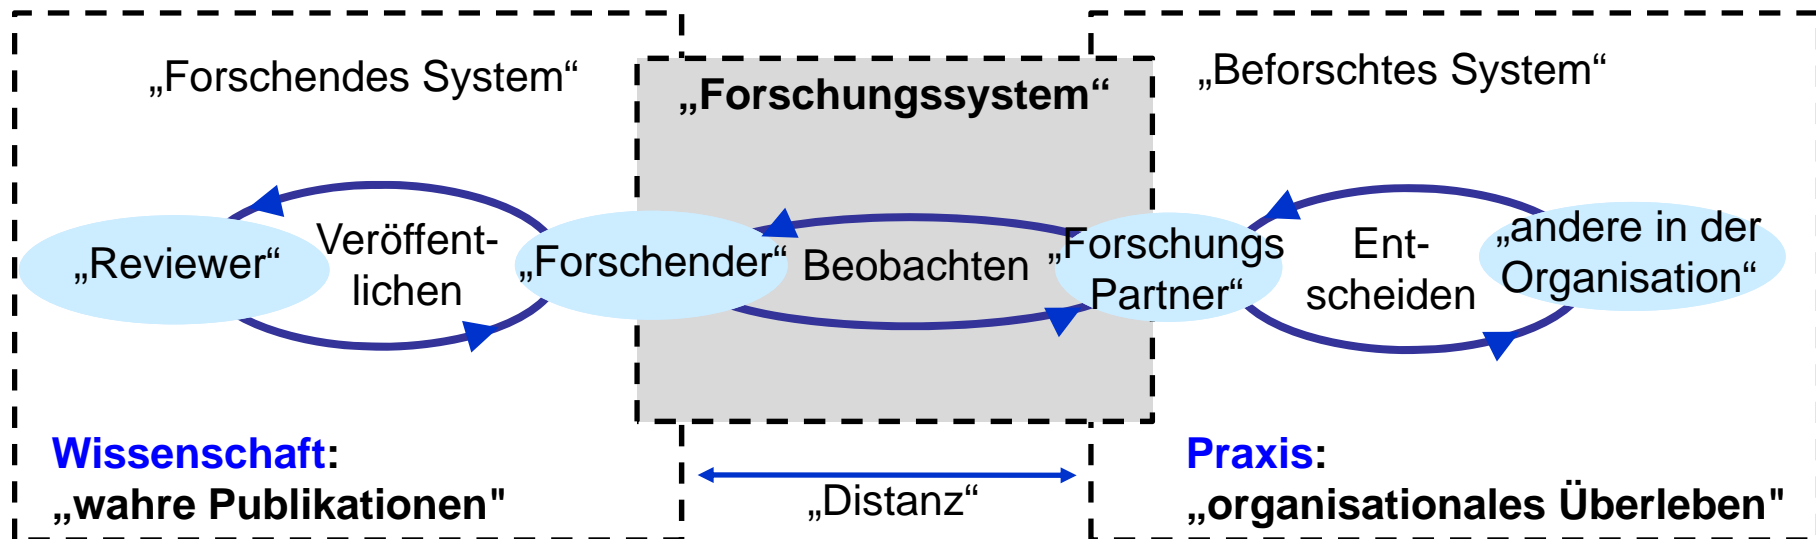 „Forschendes System“
„Forschungssystem“
„Beforschtes System“
„Reviewer“
Veröffent-
lichen
„Forschender“
Beobachten
„Forschungs
Partner“
Ent-
scheiden
„andere in der
Organisation“
Wissenschaft:
„wahre Publikationen"
„Distanz“
Praxis:
„organisationales Überleben"